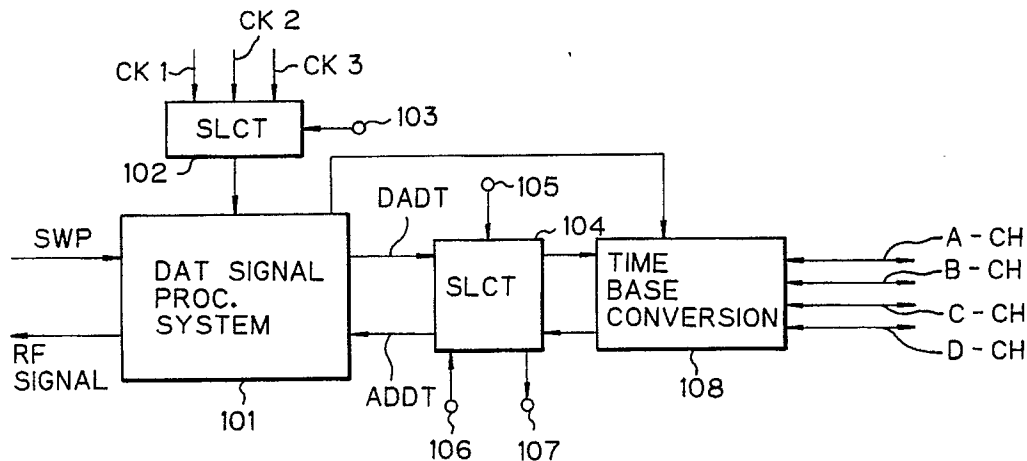 CK 1
CK 2
CK 3
SLCT
103
102
SWP
DAT SIGNAL
PROC.
SYSTEM
RF
SIGNAL
101
DADT
ADDT
105
104
SLCT
106
107
TIME
BASE
CONVERSION
108
A - CH
B - CH
C - CH
D - CH